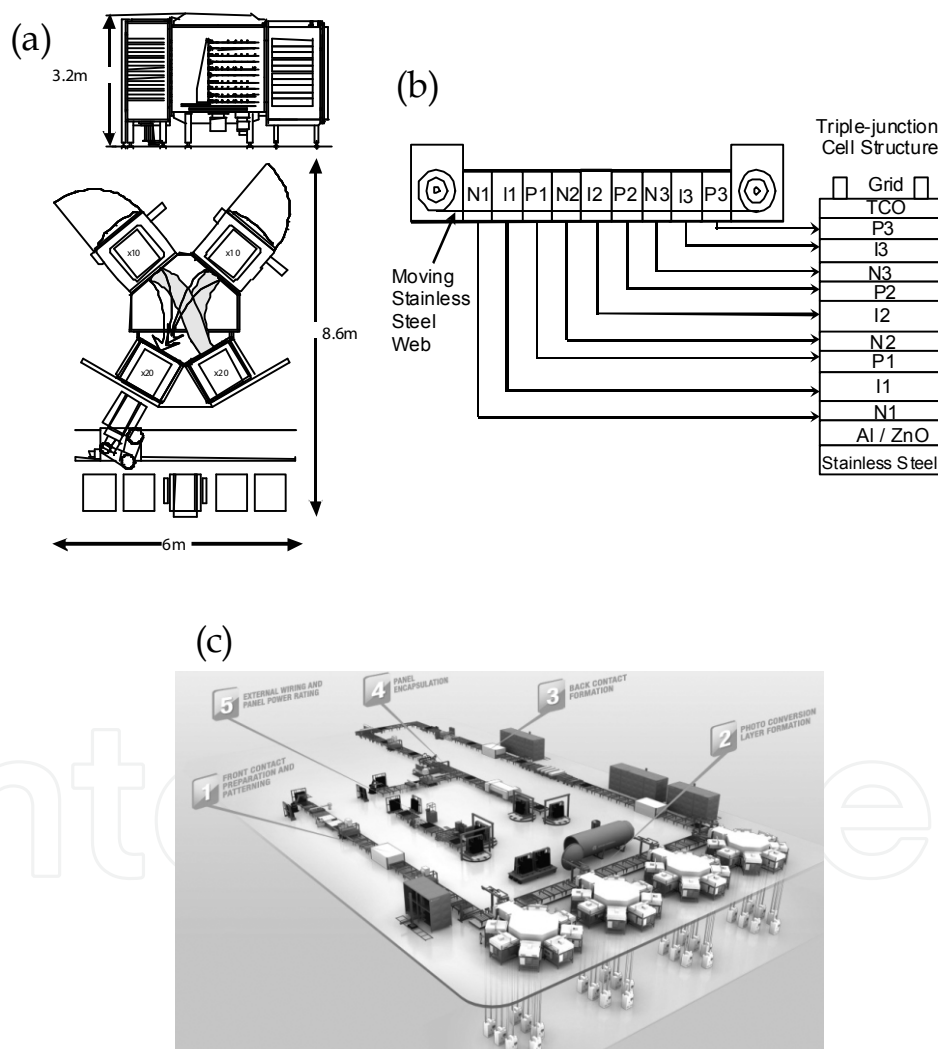 (a)
3.2m
x10
x10
8.6m
x20
x20
6m
(b)
N1 I1 P1 N2 I2 P2 N3 I3 P3
Moving
Stainless
Steel
Web
Triple-junction
Cell Structure
Grid
TCO
P3
I3
N3
P2
I2
N2
P1
I1
N1
Al / ZnO
Stainless Steel
(c)
5 EXTERNAL WIRING AND
PANEL POWER RATING
4 PANEL
ENCAPSULATION
3 BACK CONTACT
FORMATION
2 PHOTO CONVERSION
LAYER FORMATION
1 FRONT CONTACT
PREPARATION AND
PATTERNING